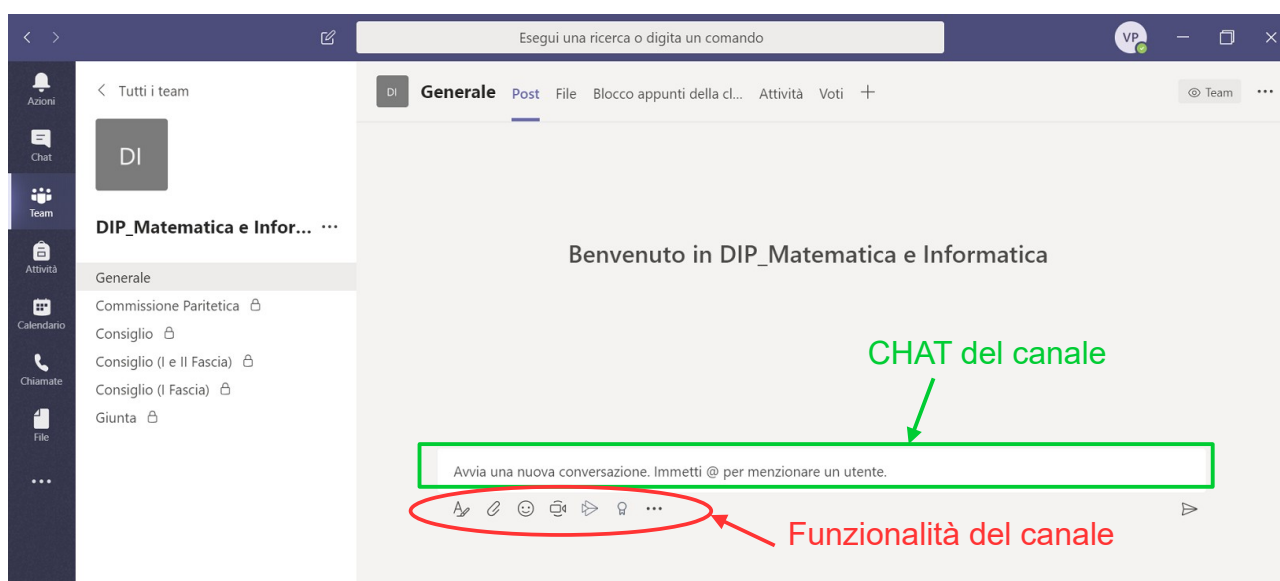 Esegui una ricerca o digita un comando
VP
Azioni
Chat
Team
Attività
Calendario
Chiamate
File
Tutti i team
DI
DIP_Matematica e Infor... ...
Generale
Commissione Paritetica
Consiglio
Consiglio (I e II Fascia)
Consiglio (I Fascia)
Giunta
DI Generale Post File Blocco appunti della cl... Attività Voti
Team
Benvenuto in DIP_Matematica e Informatica
CHAT del canale
Avvia una nuova conversazione. Immetti @ per menzionare un utente.
Funzionalità del canale